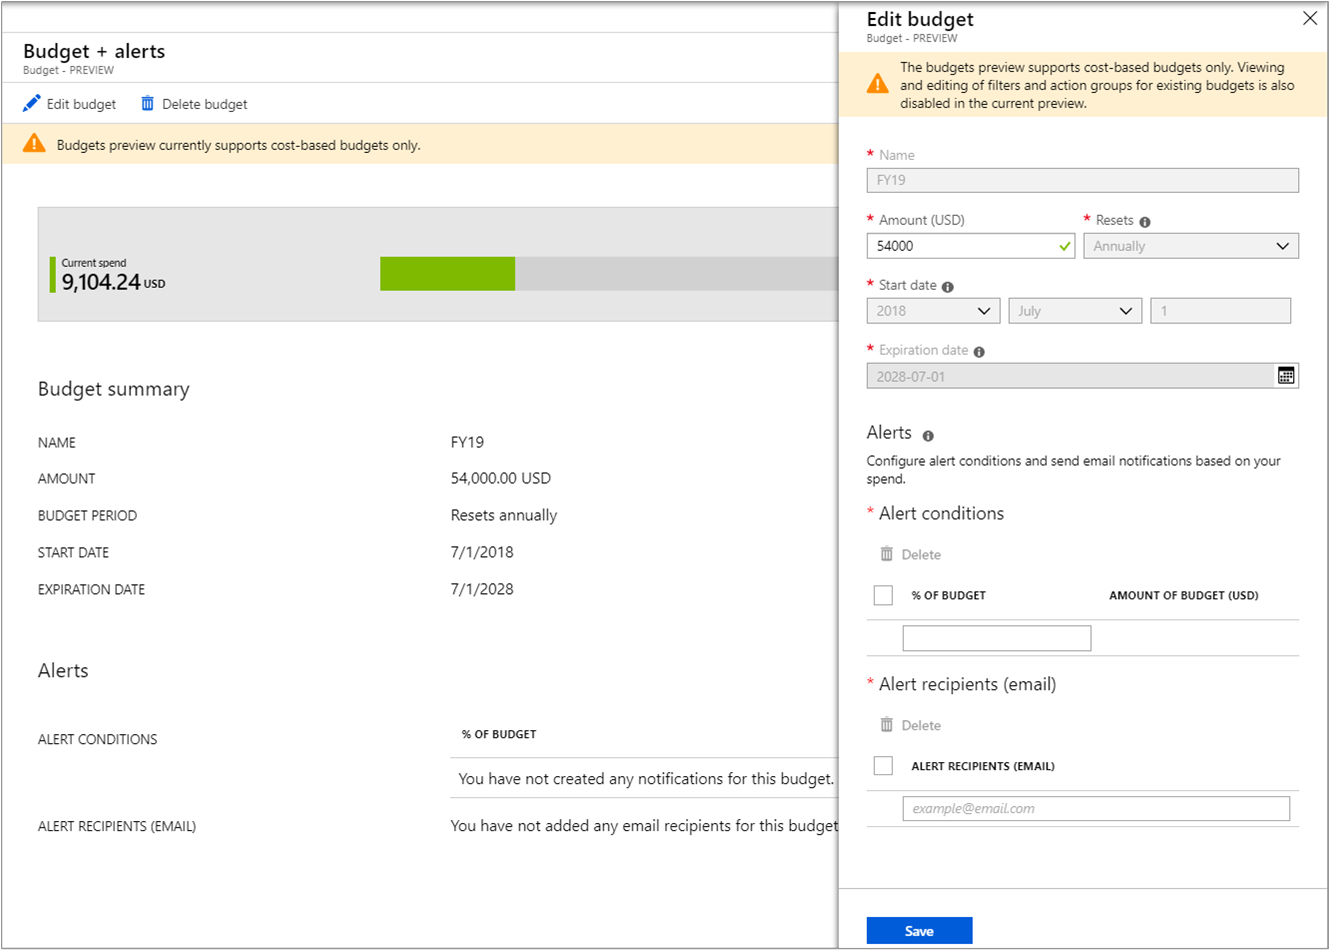 Budget + alerts
Budget - PREVIEW
Edit budget Delete budget
Budgets preview currently supports cost-based budgets only.
Current spend
9,104.24 USD
Budget summary
NAME FY19
AMOUNT 54,000.00 USD
BUDGET PERIOD Resets annually
START DATE 7/1/2018
EXPIRATION DATE 7/1/2028
Alerts
ALERT CONDITIONS % OF BUDGET
You have not created any notifications for this budget.
ALERT RECIPIENTS (EMAIL) You have not added any email recipients for this budget
Edit budget
Budget - PREVIEW
The budgets preview supports cost-based budgets only. Viewing
and editing of filters and action groups for existing budgets is also
disabled in the current preview.
* Name
FY19
* Amount (USD) * Resets
54000 Annually
* Start date
2018 July 1
* Expiration date
2028-07-01
Alerts
Configure alert conditions and send email notifications based on your
spend.
* Alert conditions
Delete
% OF BUDGET AMOUNT OF BUDGET (USD)
* Alert recipients (email)
Delete
ALERT RECIPIENTS (EMAIL)
example@email.com
Save